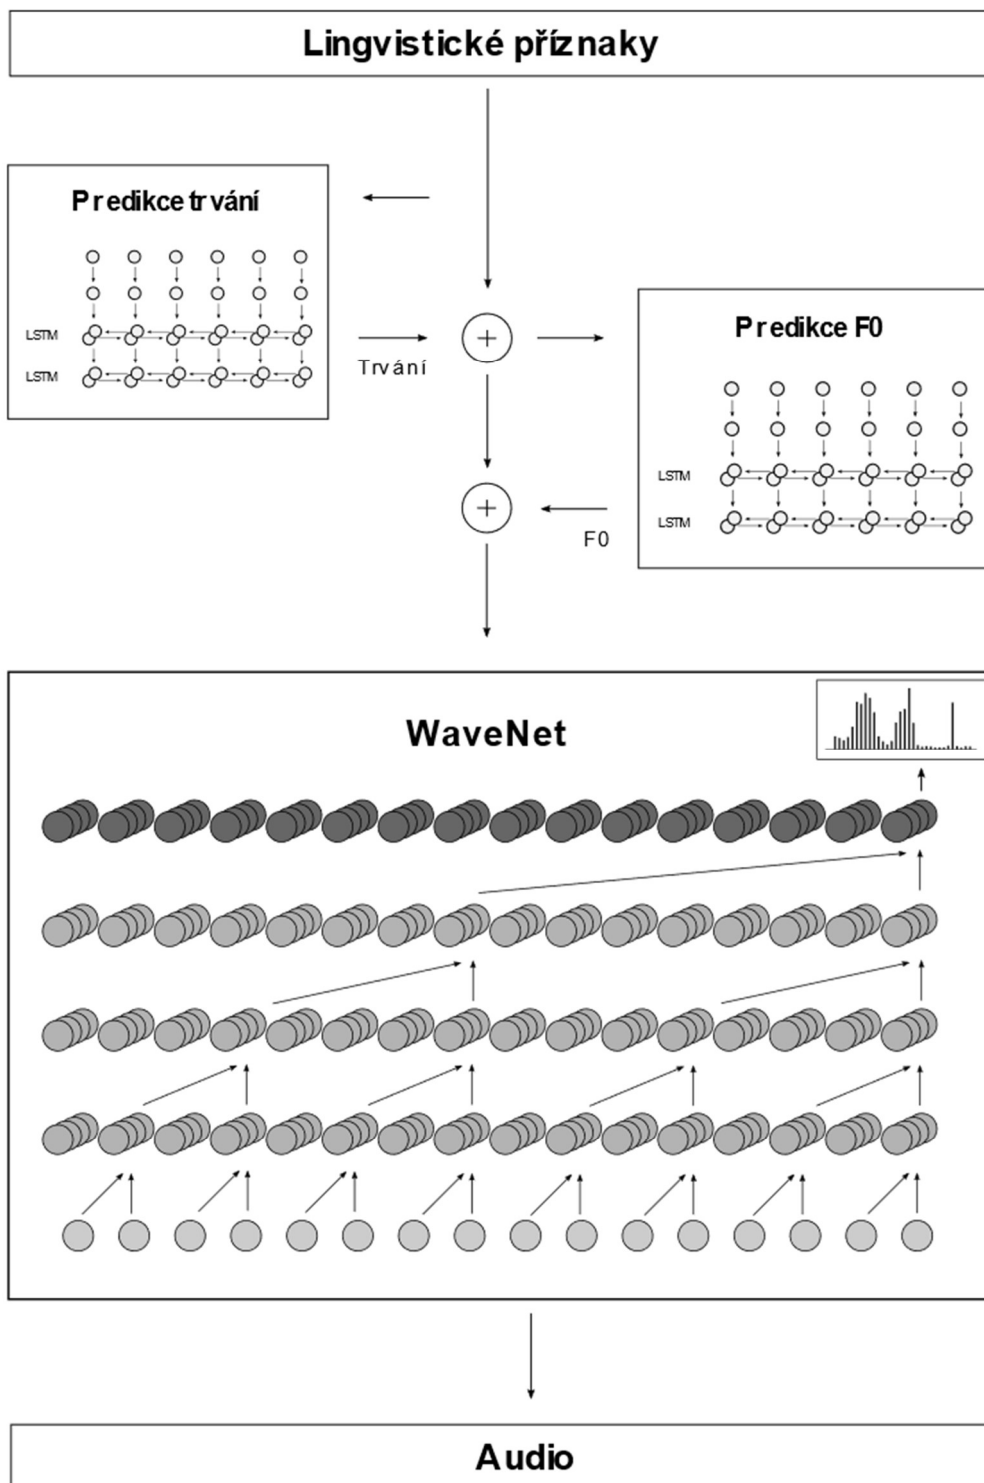 Lingvistické příznaky
Predikce trvání
LSTM
LSTM
Trvání
Predikce F0
LSTM
LSTM
F0
WaveNet
Audio